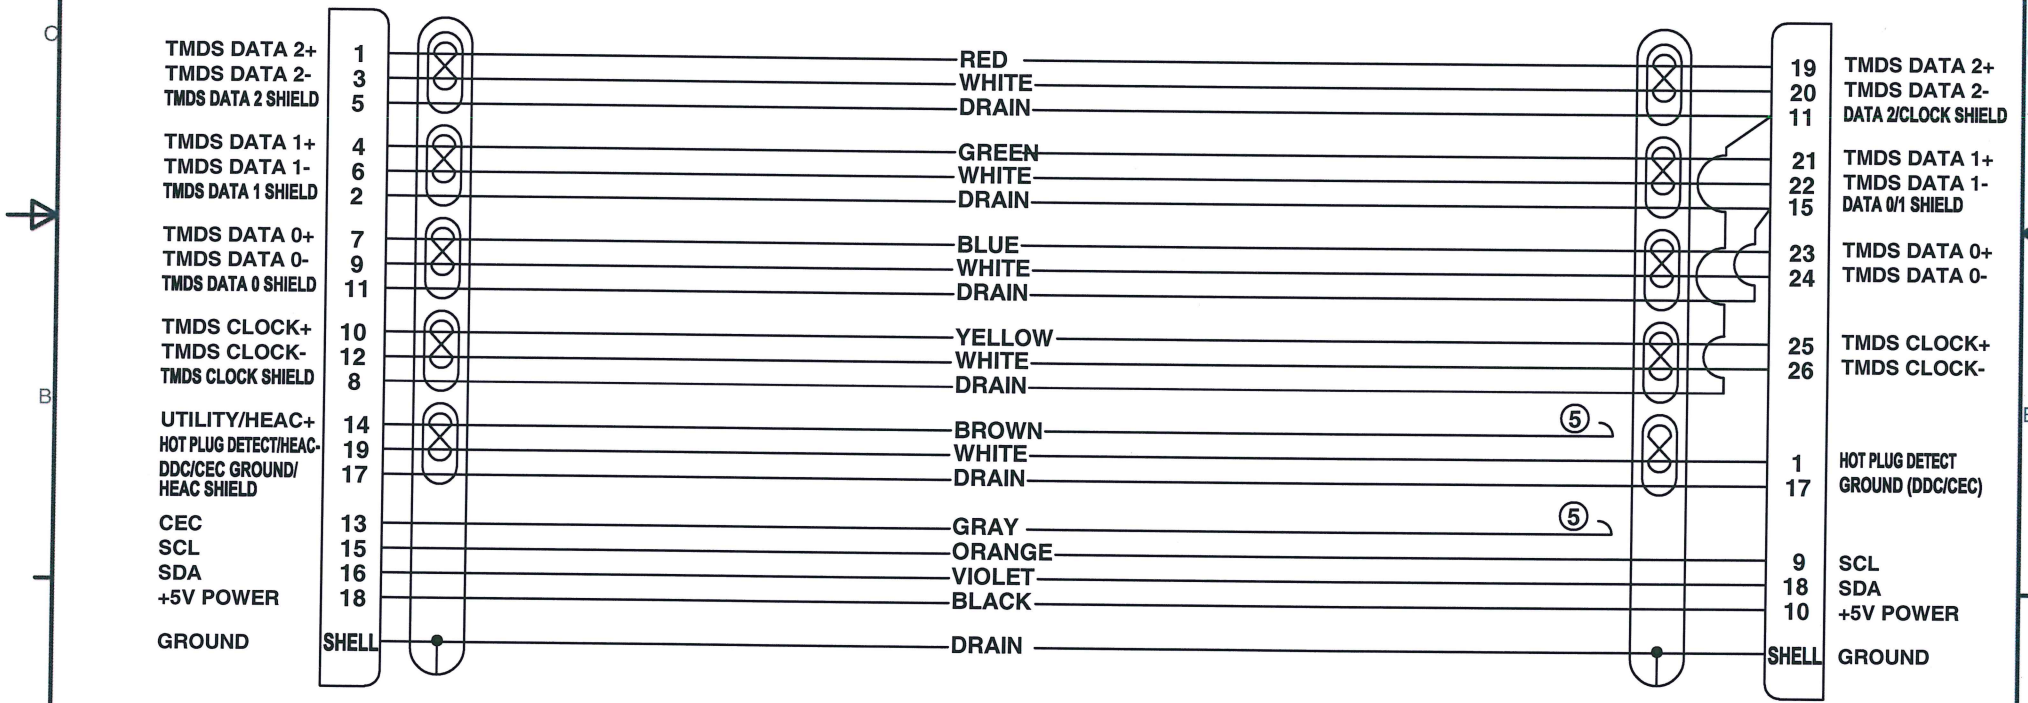 C
TMDS DATA 2+ 1 RED 19 TMDS DATA 2+
TMDS DATA 2- 3 WHITE 20 TMDS DATA 2-
TMDS DATA 2 SHIELD 5 DRAIN 11 DATA 2/CLOCK SHIELD
TMDS DATA 1+ 4 GREEN 21 TMDS DATA 1+
TMDS DATA 1- 6 WHITE 22 TMDS DATA 1-
TMDS DATA 1 SHIELD 2 DRAIN 15 DATA 0/1 SHIELD
TMDS DATA 0+ 7 BLUE 23 TMDS DATA 0+
TMDS DATA 0- 9 WHITE 24 TMDS DATA 0-
TMDS DATA 0 SHIELD 11 DRAIN
TMDS CLOCK+ 10 YELLOW 25 TMDS CLOCK+
TMDS CLOCK- 12 WHITE 26 TMDS CLOCK-
TMDS CLOCK SHIELD 8 DRAIN
B
UTILITY/HEAC+ 14 BROWN 5
HOT PLUG DETECT/HEAC- 19 WHITE 1 HOT PLUG DETECT
DDC/CEC GROUND/ 17 DRAIN 17 GROUND (DDC/CEC)
HEAC SHIELD
CEC 13 GRAY 5
SCL 15 ORANGE 9 SCL
SDA 16 VIOLET 18 SDA
+5V POWER 18 BLACK 10 +5V POWER
GROUND SHELL DRAIN SHELL GROUND